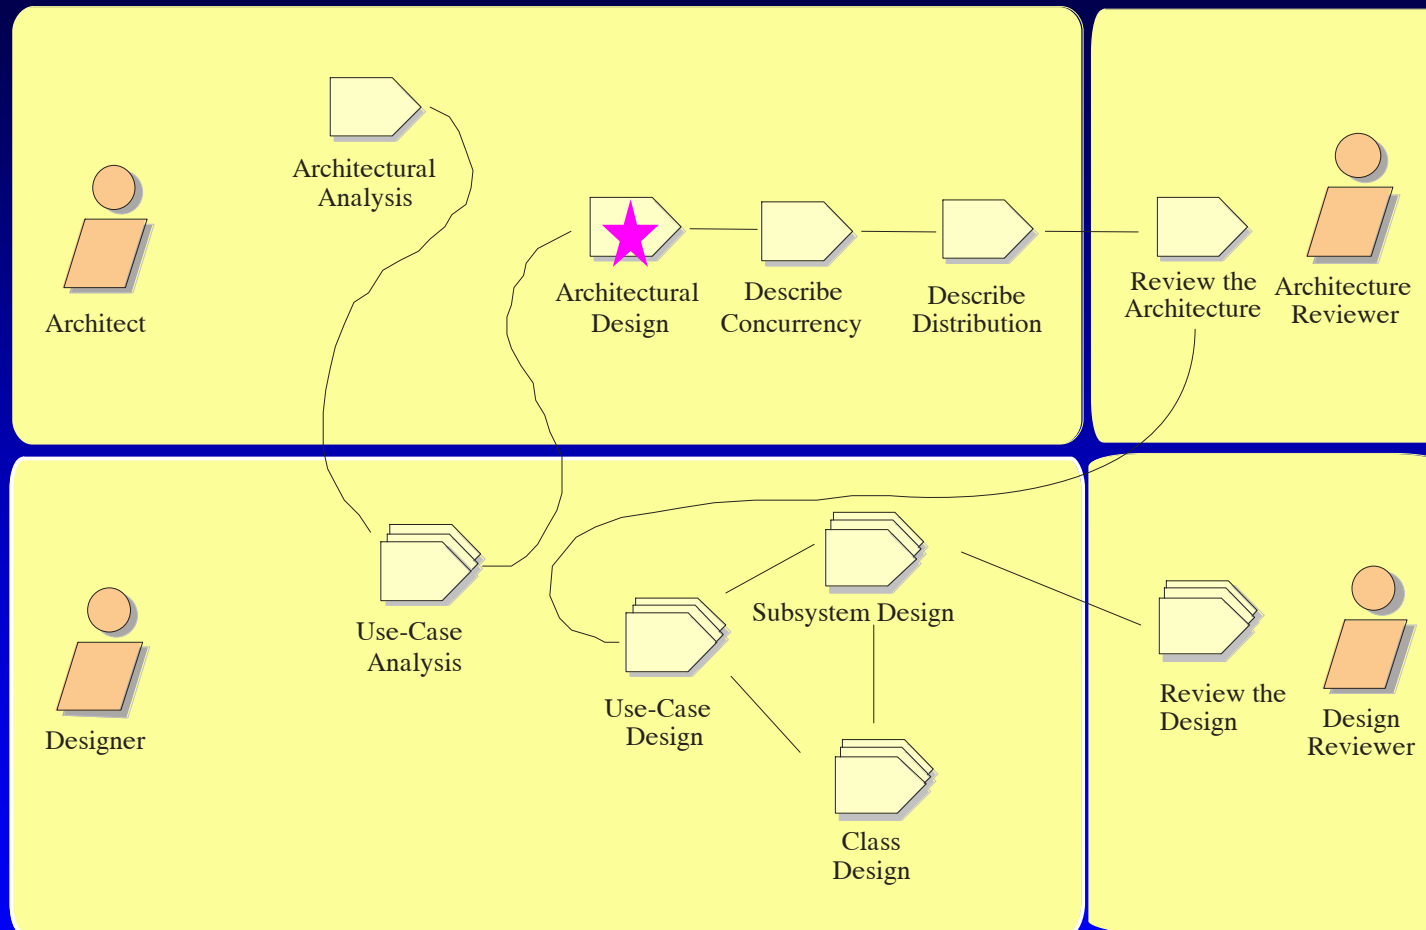 Architectural
Analysis
Architect
Architectural
Design
Describe
Concurrency
Describe
Distribution
Review the
Architecture
Architecture
Reviewer
Designer
Use-Case
Analysis
Use-Case
Design
Subsystem Design
Class
Design
Review the
Design
Design
Reviewer